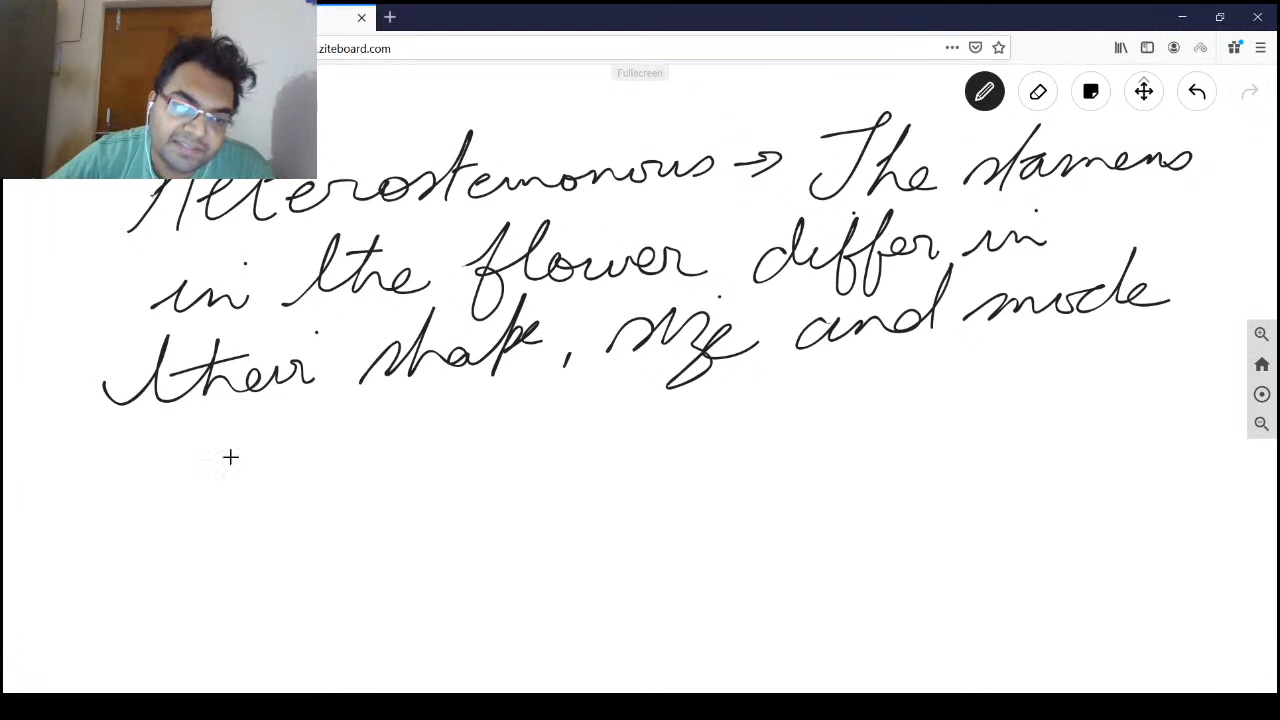 ziteboard.com
Fullscreen
Heterostemonous → The stamens
in the flower differ in
their shape, size and mode